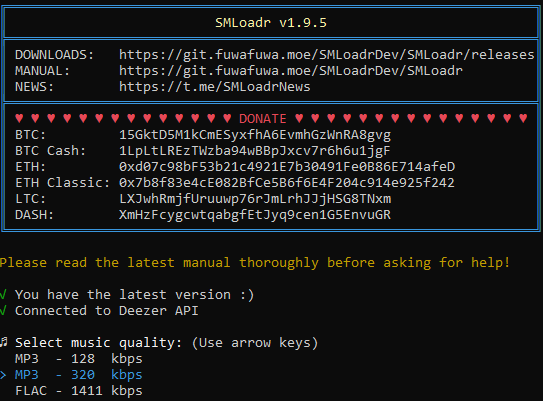 SMLoadr v1.9.5
DOWNLOADS: https://git.fuwafuwa.moe/SMLoadrDev/SMLoadr/releases
MANUAL: https://git.fuwafuwa.moe/SMLoadrDev/SMLoadr
NEWS: https://t.me/SMLoadrNews
♥ ♥ ♥ ♥ ♥ ♥ ♥ ♥ ♥ ♥ ♥ ♥ ♥ ♥ DONATE ♥ ♥ ♥ ♥ ♥ ♥ ♥ ♥ ♥ ♥ ♥ ♥ ♥ ♥ ♥
BTC: 15GktD5M1kCmESyxfhA6EvmhGzWnRA8gvg
BTC Cash: 1LpLtLREzTWzba94wBBpJxcv7r6h6u1jgF
ETH: 0xd07c98bF53b21c4921E7b30491Fe0B86E714afeD
ETH Classic: 0x7b8f83e4cE082BfCe5B6f6E4F204c914e925f242
LTC: LXJwhRmjfUruuwp76rJmLrhJJjHSG8TNxm
DASH: XmHzFcygcwtqabgfEtJyq9cen1G5EnvuGR
Please read the latest manual thoroughly before asking for help!
√ You have the latest version :)
√ Connected to Deezer API
♫ Select music quality: (Use arrow keys)
MP3 - 128 kbps
> MP3 - 320 kbps
FLAC - 1411 kbps